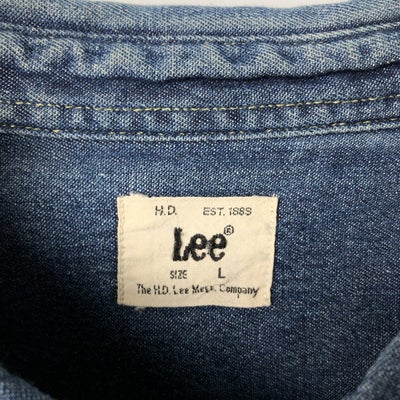 H.D. EST. 1889
Lee®
SIZE L
The H.D. Lee Merc. Company